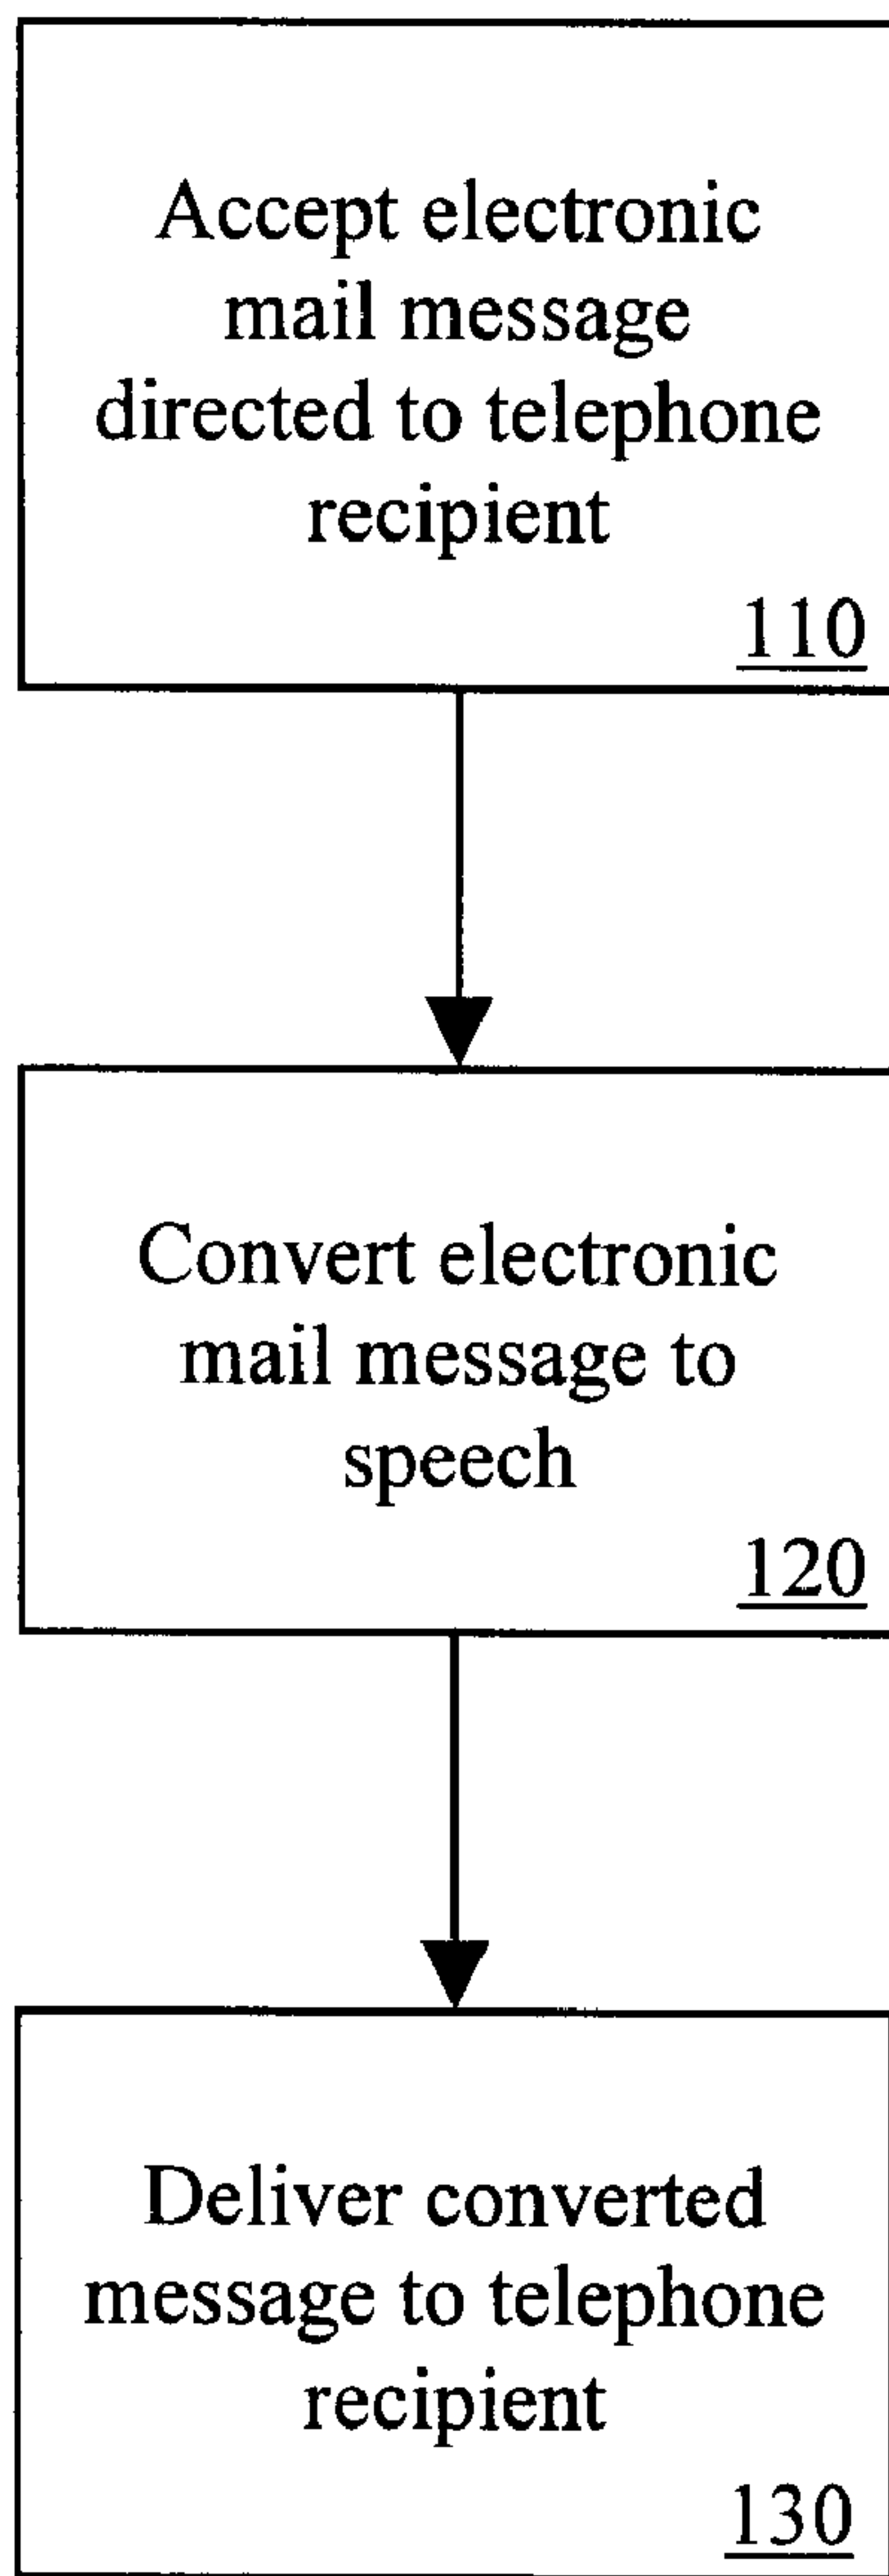 Accept electronic
mail message
directed to telephone
recipient
110
Convert electronic
mail message to
speech
120
Deliver converted
message to telephone
recipient
130